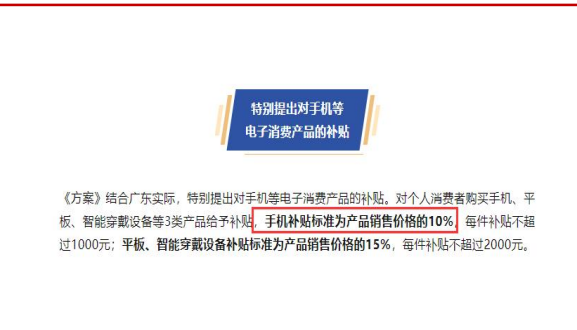 特别提出对手机等
电子消费产品的补贴
《方案》结合广东实际，特别提出对手机等电子消费产品的补贴。对个人消费者购买手机、平
板、智能穿戴设备等3类产品给予补贴，手机补贴标准为产品销售价格的10%，每件补贴不超
过1000元；平板、智能穿戴设备补贴标准为产品销售价格的15%，每件补贴不超过2000元。